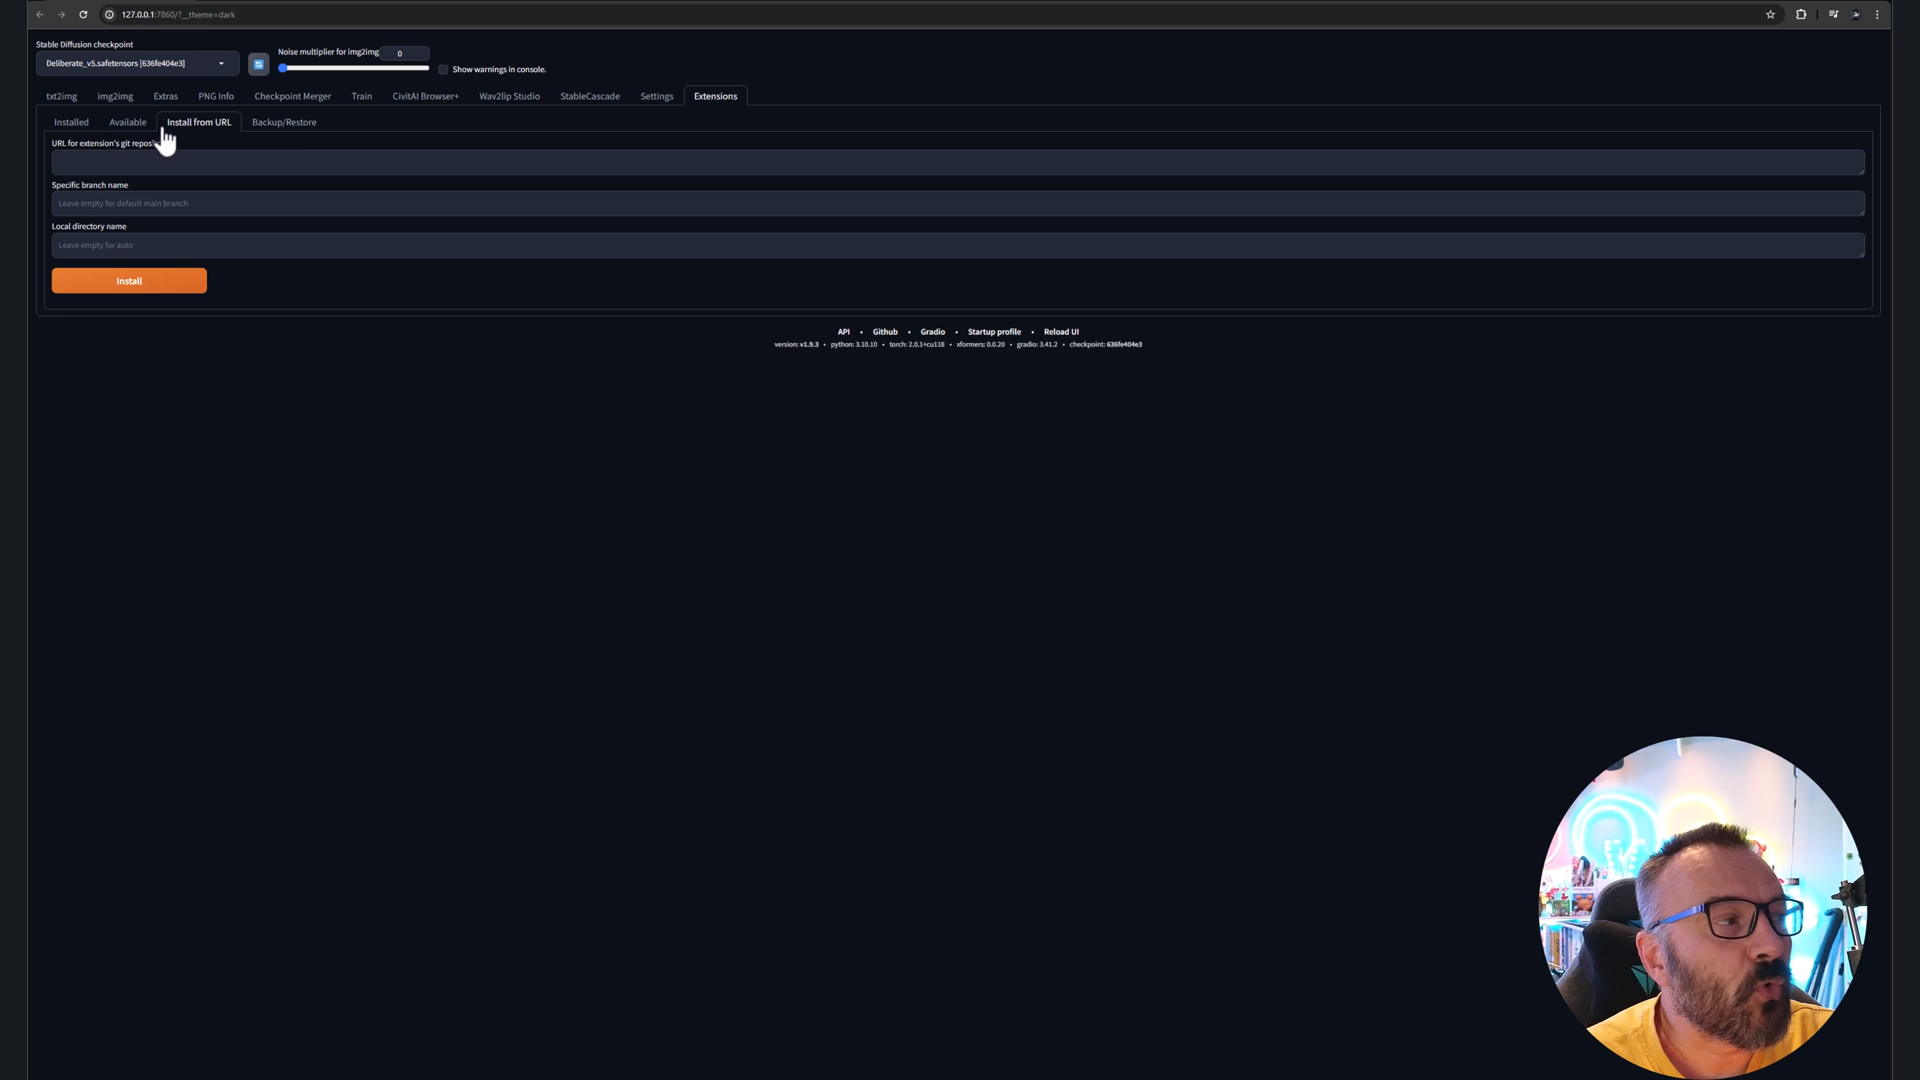 127.0.0.1:7860/?__theme=dark
Stable Diffusion checkpoint
Deliberate_v5.safetensors [636fe404e3]
Noise multiplier for img2img
0
Show warnings in console.
txt2img
img2img
Extras
PNG Info
Checkpoint Merger
Train
CivitAI Browser+
Wav2lip Studio
StableCascade
Settings
Extensions
Installed
Available
Install from URL
Backup/Restore
URL for extension's git
Specific branch name
Leave empty for default main branch
Local directory name
Leave empty for auto
Install
API • Github • Gradio • Startup profile • Reload UI
version: v1.9.3 • python: 3.10.10 • torch: 2.0.1+cu118 • xformers: 0.0.20 • gradio: 3.41.2 • checkpoint: 636fe404e3